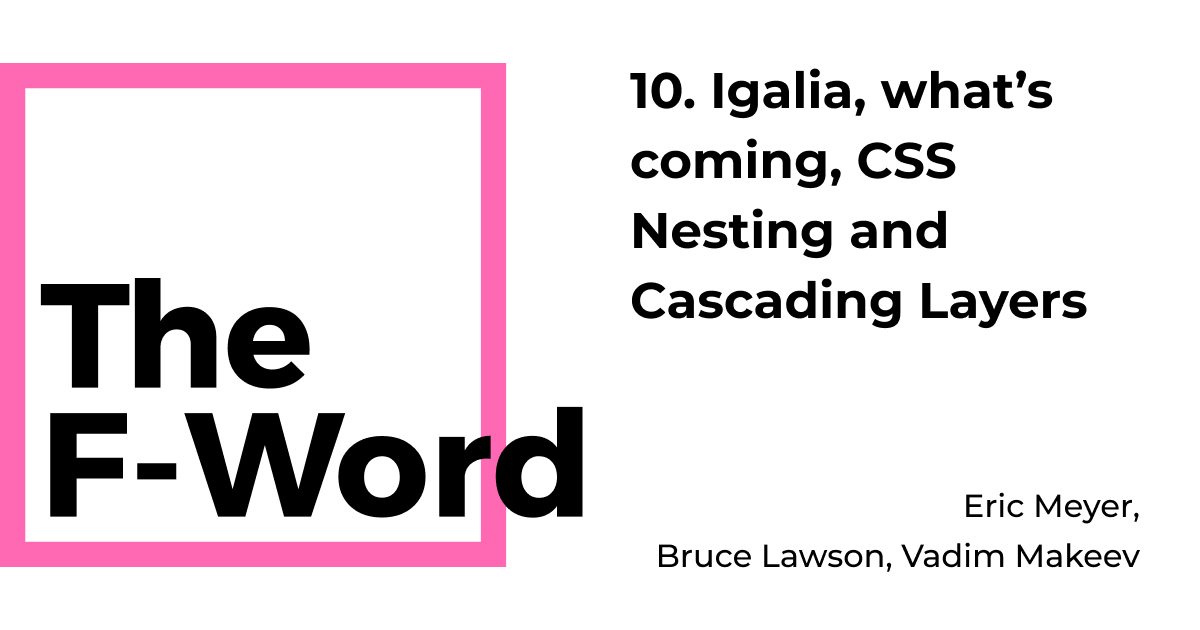 The
F-Word
10. Igalia, what’s
coming, CSS
Nesting and
Cascading Layers
Eric Meyer,
Bruce Lawson, Vadim Makeev